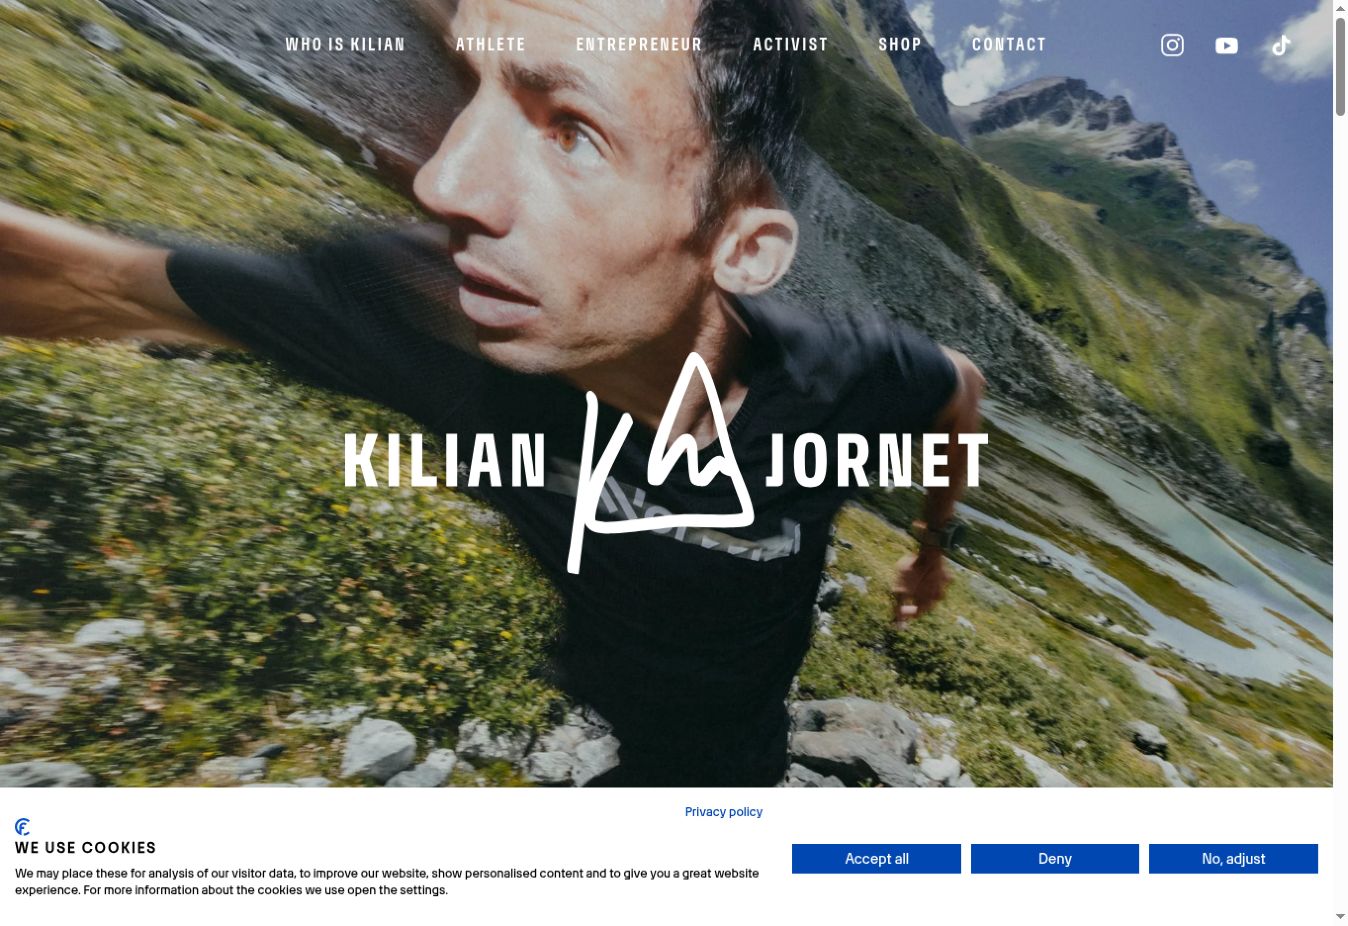 WHO IS KILIAN ATHLETE ENTREPRENEUR ACTIVIST SHOP CONTACT
KILIAN JORNET
Privacy policy
WE USE COOKIES
We may place these for analysis of our visitor data, to improve our website, show personalised content and to give you a great website
experience. For more information about the cookies we use open the settings.
Accept all Deny No, adjust